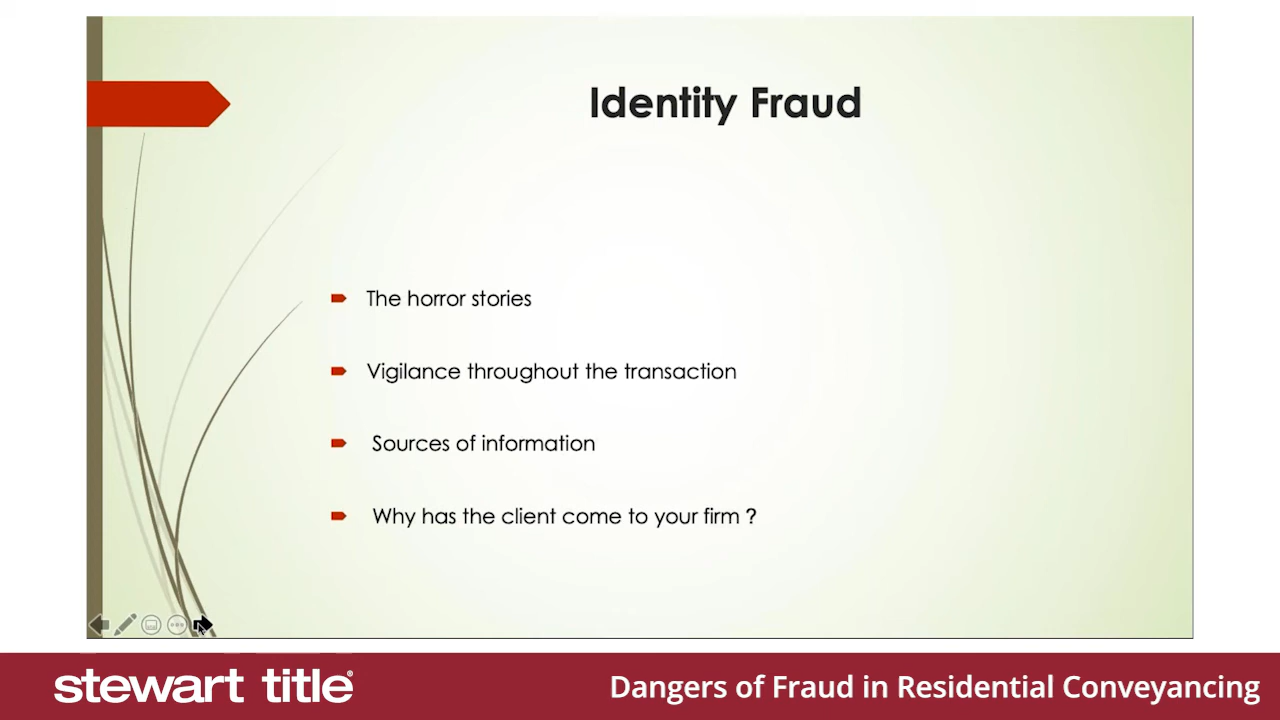 Identity Fraud
The horror stories
Vigilance throughout the transaction
Sources of information
Why has the client come to your firm ?
stewart title®
Dangers of Fraud in Residential Conveyancing